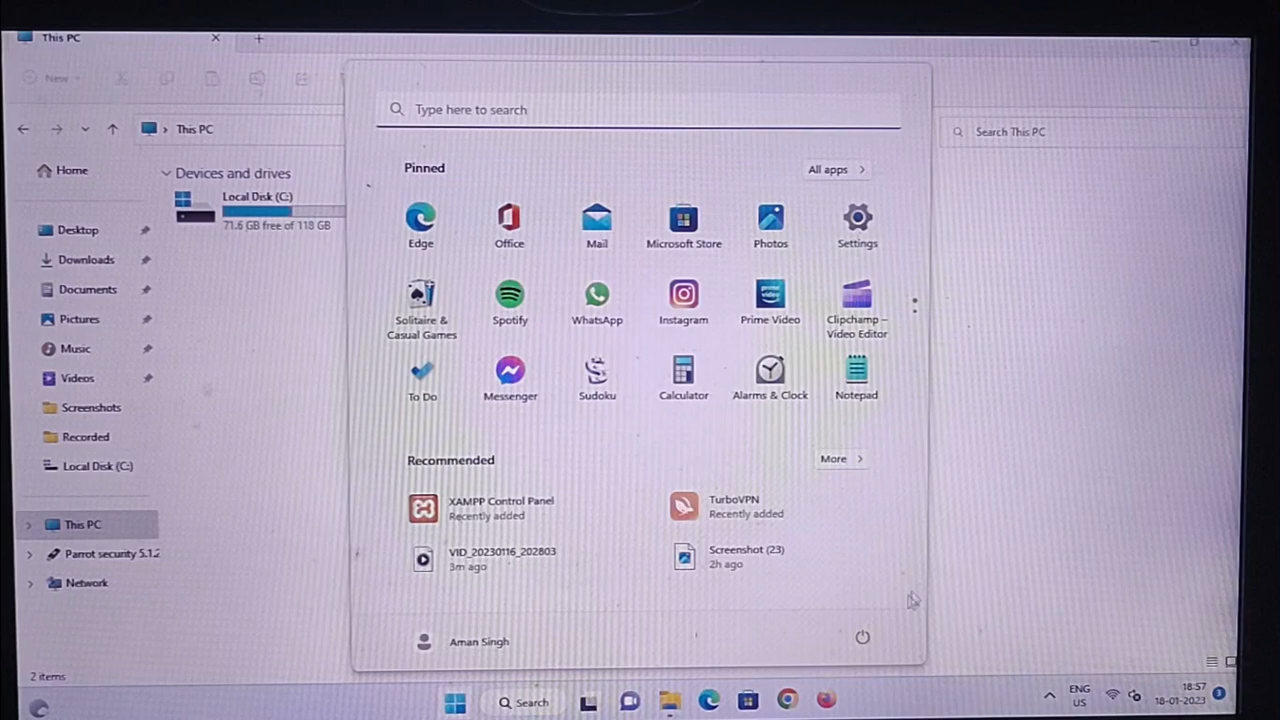 This PC
New
This PC
Search This PC
Home
Desktop
Downloads
Documents
Pictures
Music
Videos
Screenshots
Recorded
Local Disk (C:)
This PC
Parrot security 5.1.2
Network
2 items
Devices and drives
Local Disk (C:)
71.6 GB free of 118 GB
Type here to search
Pinned
All apps
Edge
Office
Mail
Microsoft Store
Photos
Settings
Solitaire &
Casual Games
Spotify
WhatsApp
Instagram
prime
video
Prime Video
Clipchamp –
Video Editor
To Do
Messenger
Sudoku
Calculator
Alarms & Clock
Notepad
Recommended
More
XAMPP Control Panel
Recently added
TurboVPN
Recently added
VID_20230116_202803
3m ago
Screenshot (23)
2h ago
Aman Singh
Search
ENG
US
18:57
18-01-2023